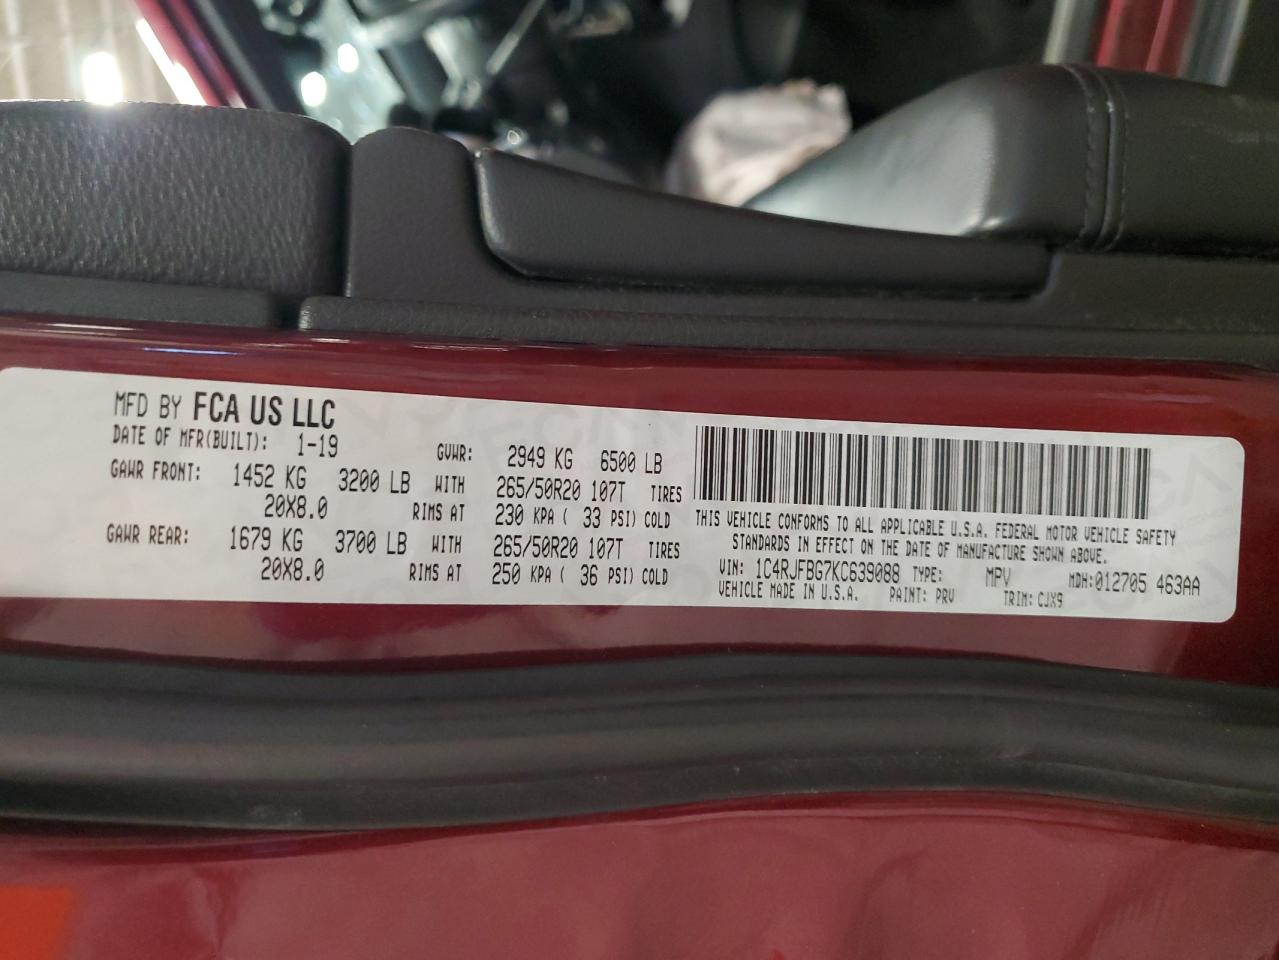 MFD BY FCA US LLC
DATE OF MFR(BUILT): 1-19 GVWR: 2949 KG 6500 LB
GAWR FRONT: 1452 KG 3200 LB WITH 265/50R20 107T TIRES
20X8.0 RIMS AT 230 KPA ( 33 PSI) COLD
GAWR REAR: 1679 KG 3700 LB WITH 265/50R20 107T TIRES
20X8.0 RIMS AT 250 KPA ( 36 PSI) COLD
THIS VEHICLE CONFORMS TO ALL APPLICABLE U.S.A. FEDERAL MOTOR VEHICLE SAFETY
STANDARDS IN EFFECT ON THE DATE OF MANUFACTURE SHOWN ABOVE.
VIN: 1C4RJFBG7KC639088 TYPE: MPV MDH:012705 463AA
VEHICLE MADE IN U.S.A. PAINT: PRV TRIM: CJX9